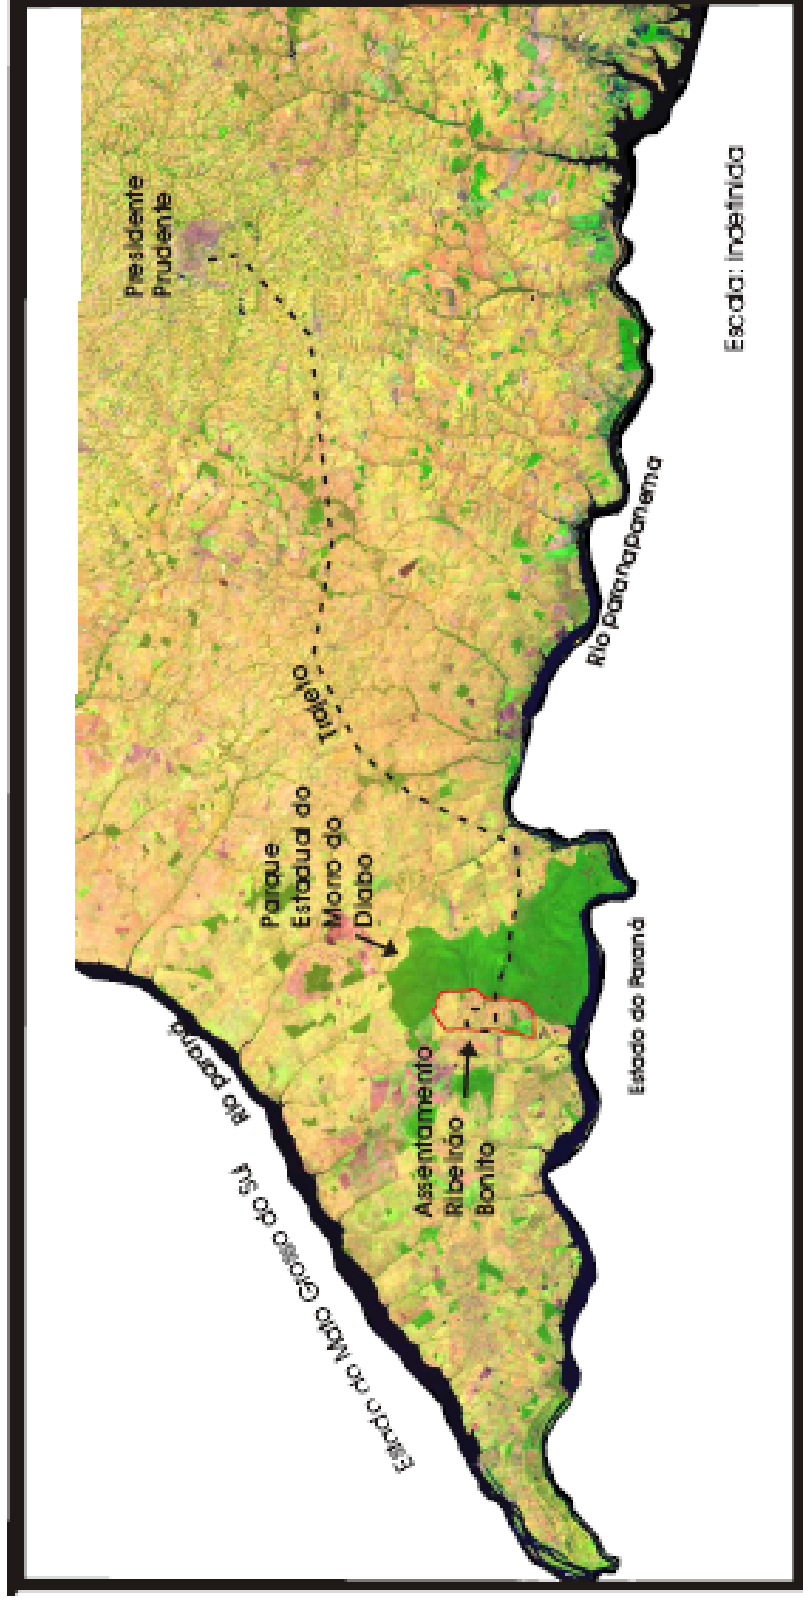 Presidente
Prudente
Escala: Indefinida
Rio paranapanema
Trajeto
Parque
Estadual do
Morro do
Diabo
Rio paraná
Estado do Paraná
Assentamento
Ribeirão
Bonito
Estado do Mato Grosso do Sul